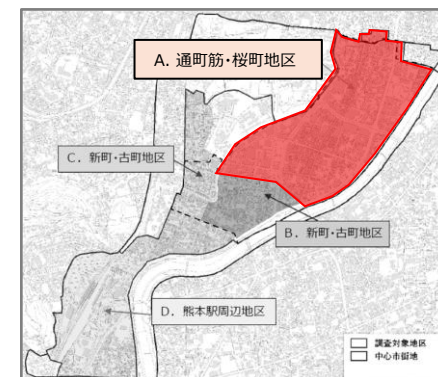 A. 通町筋・桜町地区
C. 新町・古町地区
B. 新町・古町地区
D. 熊本駅周辺地区
調査対象地区
中心市街地